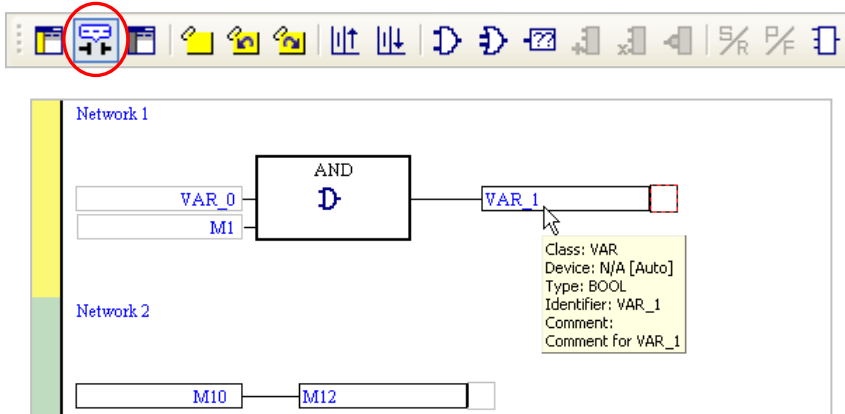 ??
S/R P/F
Network 1
AND
VAR_0
VAR_1
M1
Class: VAR
Device: N/A [Auto]
Type: BOOL
Identifier: VAR_1
Comment:
Comment for VAR_1
Network 2
M10 M12